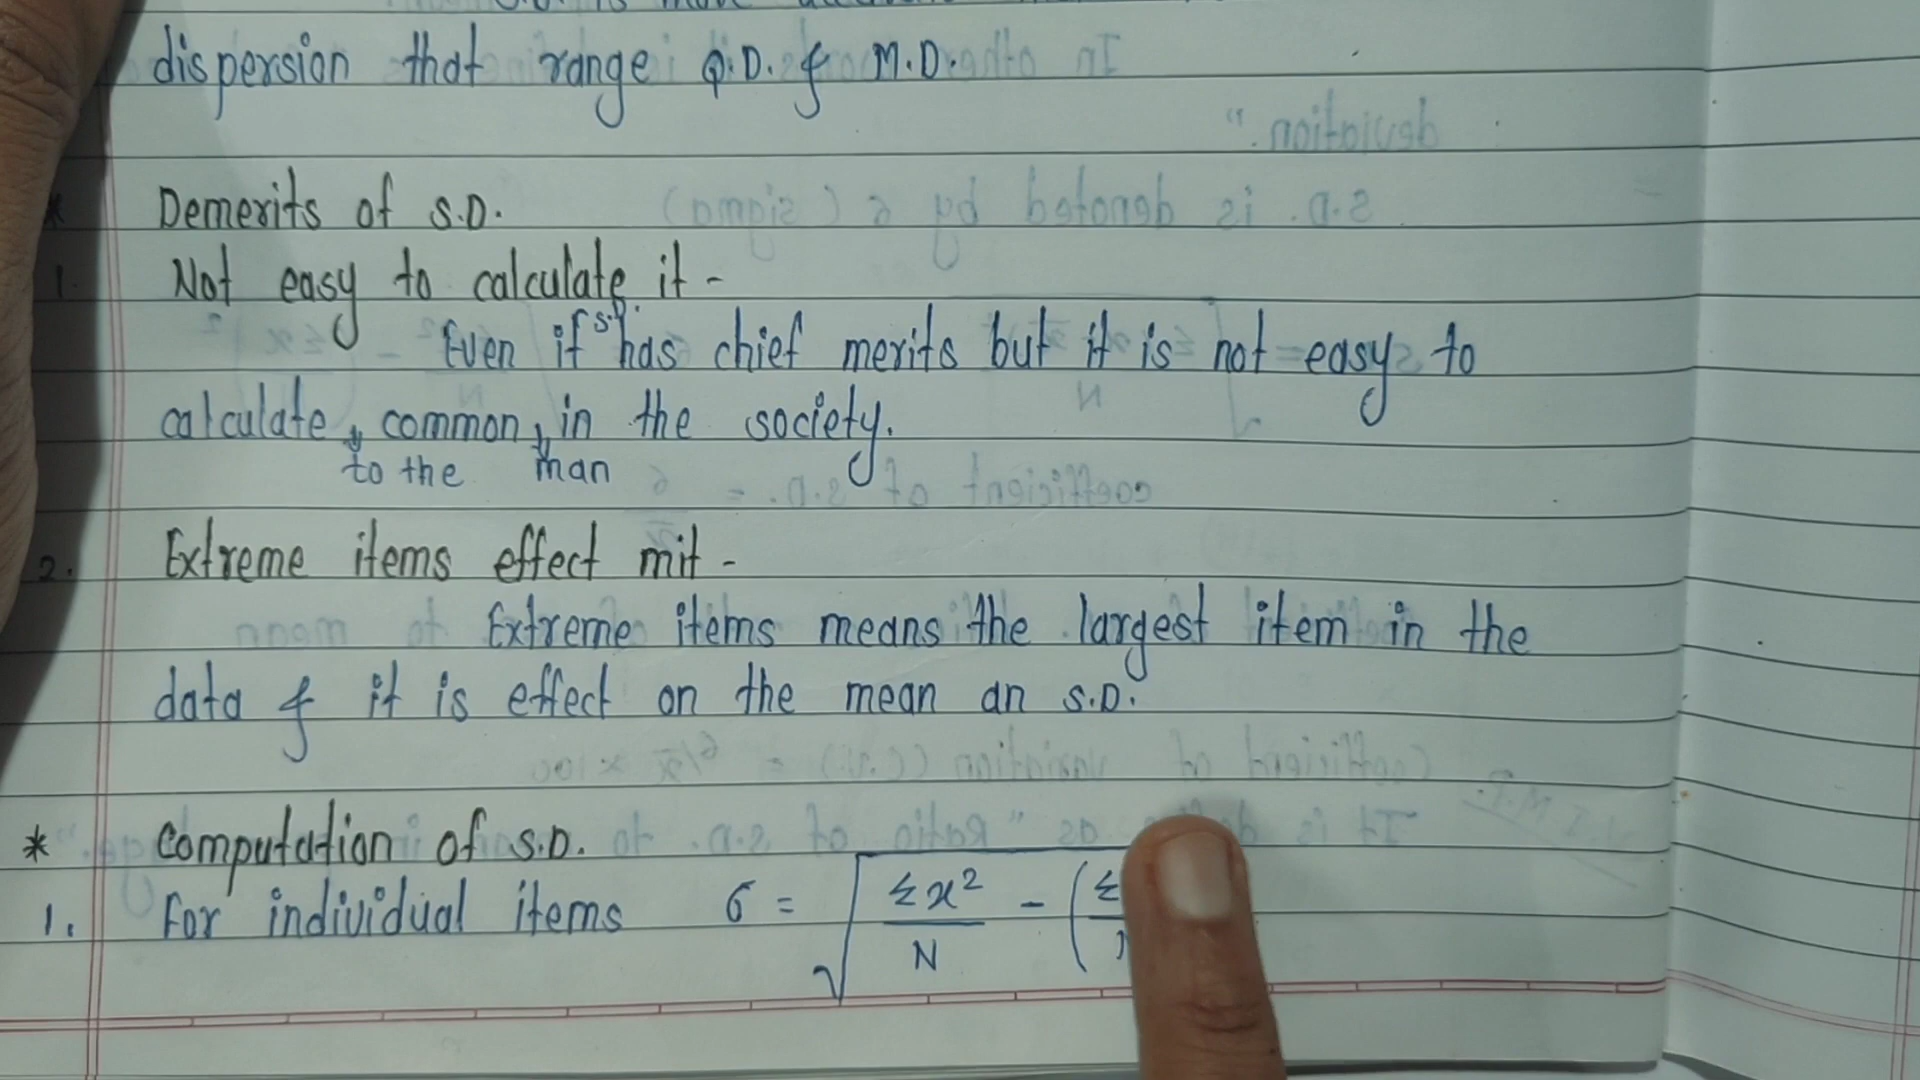 dispersion that range Q.D. & M.D.
* Demerits of S.D.
1. Not easy to calculate it -
Even if S.D. has chief merits but it is not easy to
calculate, common, in the society.
to the man
2. Extreme items effect mit -
Extreme items means the largest item in the
data & it is effect on the mean an S.D.
* Computation of S.D.
1. For individual items σ = √ Σx²/N - (Σ